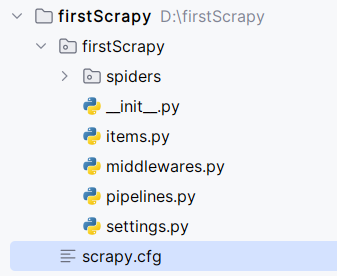 firstScrapy D:\firstScrapy
firstScrapy
spiders
__init__.py
items.py
middlewares.py
pipelines.py
settings.py
scrapy.cfg